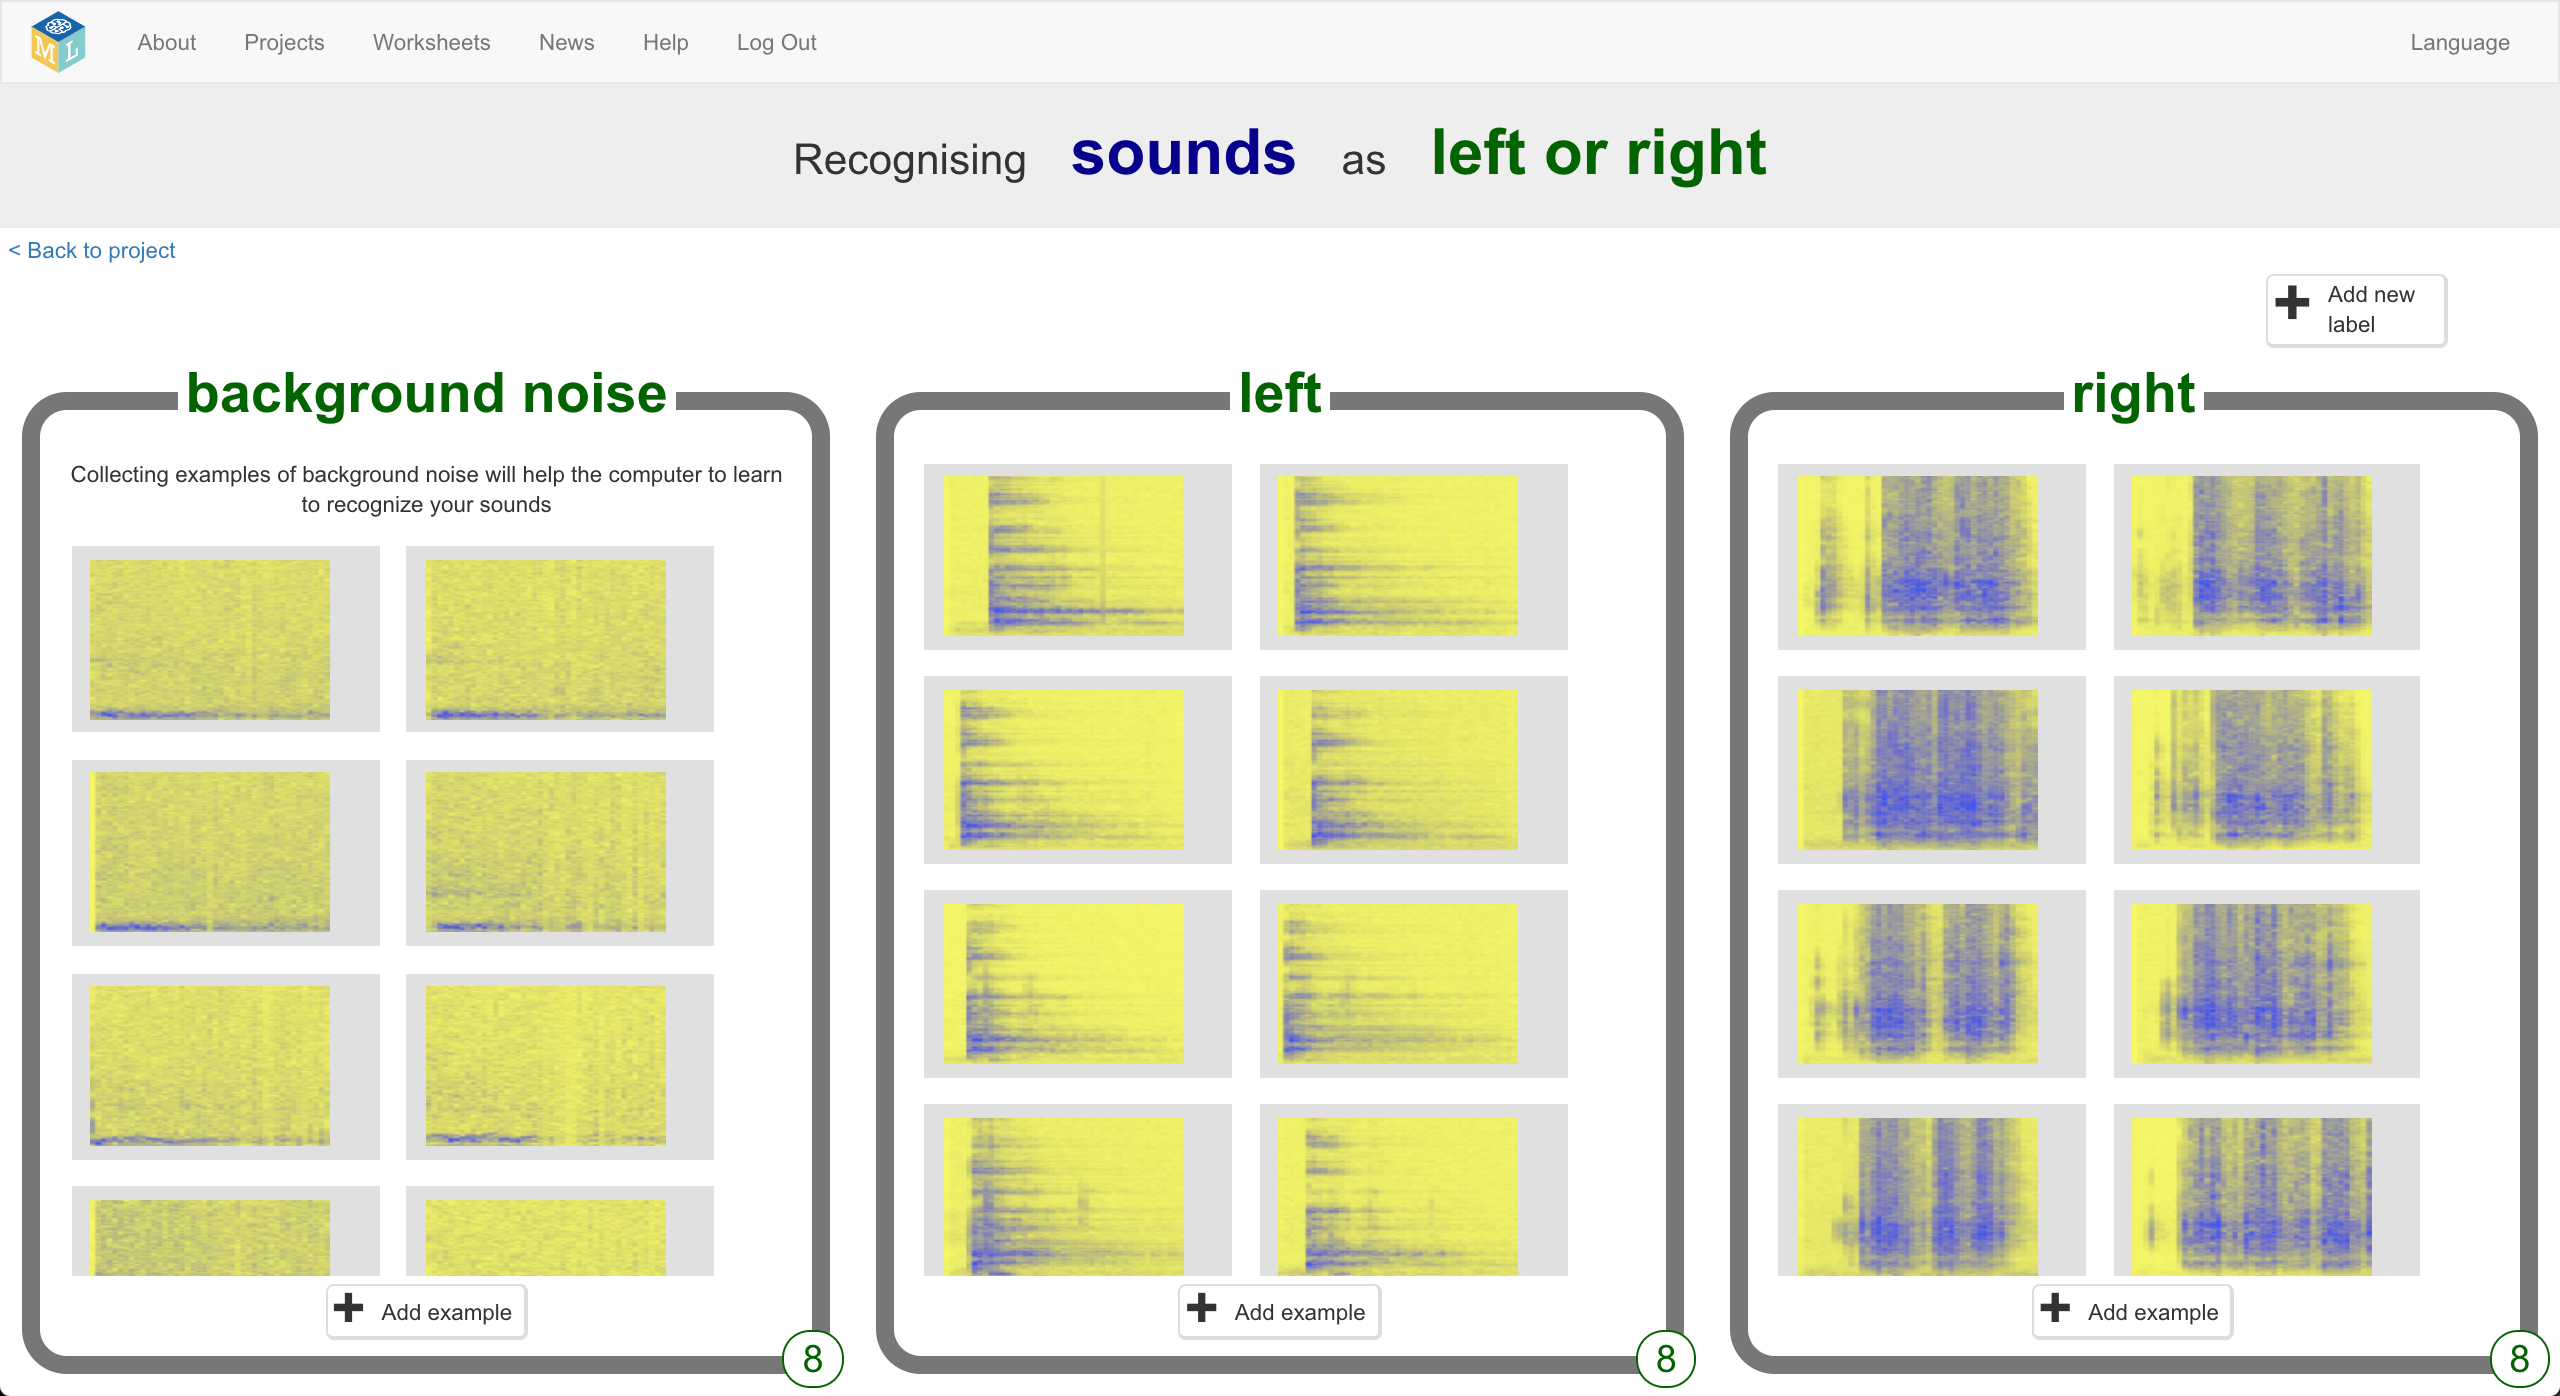 ML
About Projects Worksheets News Help Log Out Language
Recognising sounds as left or right
< Back to project
Add new
label
background noise
Collecting examples of background noise will help the computer to learn
to recognize your sounds
Add example
8
left
Add example
8
right
Add example
8